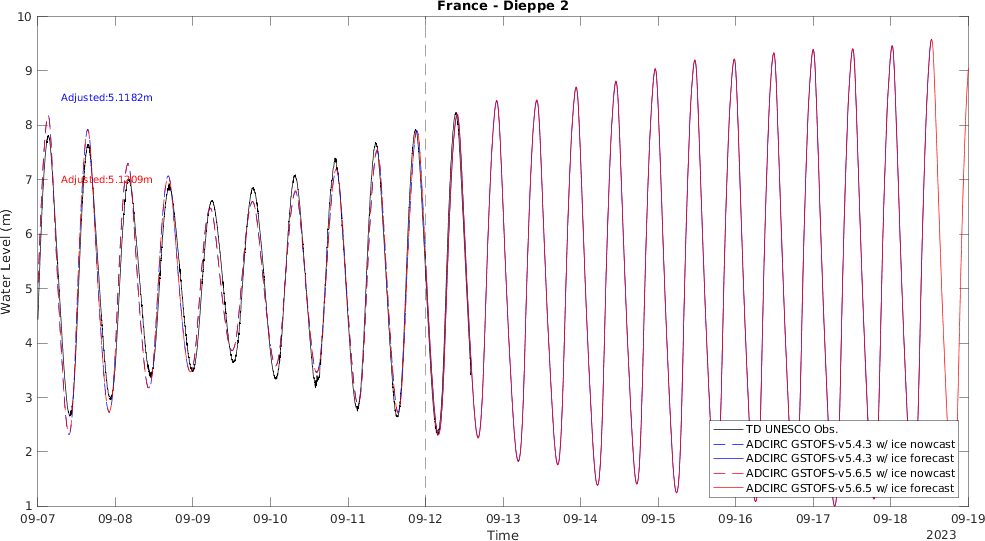 France - Dieppe 2
10
9
8
7
6
5
4
3
2
1
Water Level (m)
Adjusted:5.1182m
Adjusted:5.1209m
TD UNESCO Obs.
ADCIRC GSTOFS-v5.4.3 w/ ice nowcast
ADCIRC GSTOFS-v5.4.3 w/ ice forecast
ADCIRC GSTOFS-v5.6.5 w/ ice nowcast
ADCIRC GSTOFS-v5.6.5 w/ ice forecast
09-07 09-08 09-09 09-10 09-11 09-12 09-13 09-14 09-15 09-16 09-17 09-18 09-19
Time
2023